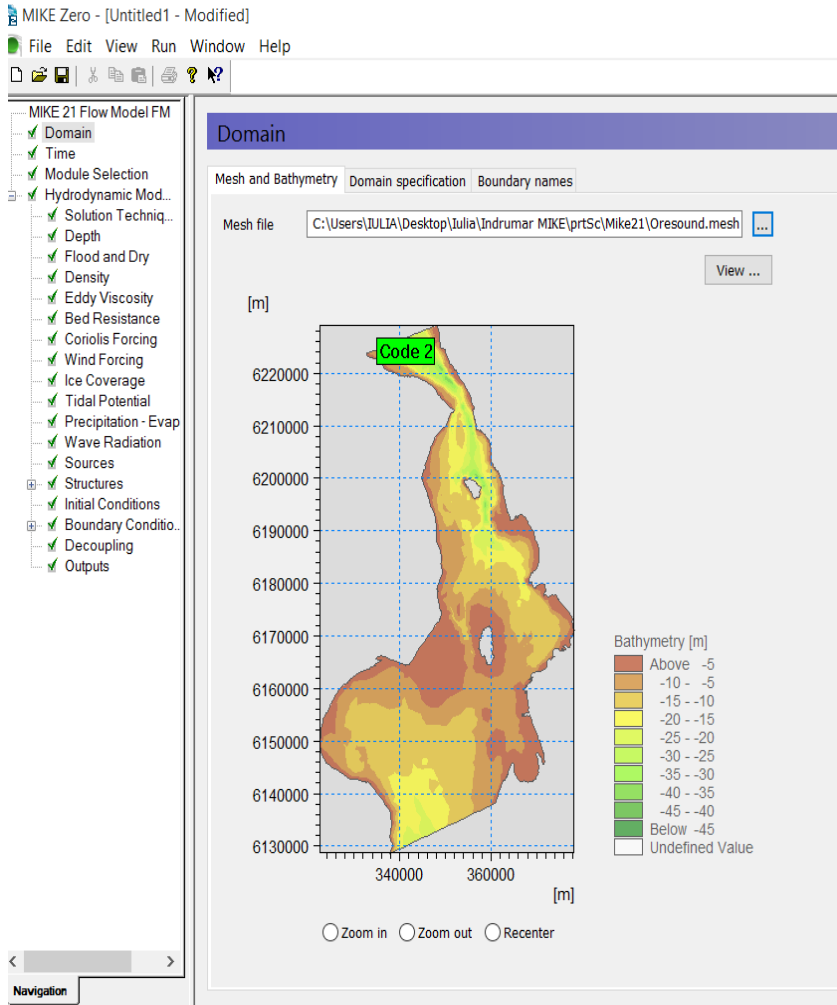 MIKE Zero - [Untitled1 - Modified]
File Edit View Run Window Help
MIKE 21 Flow Model FM
Domain
Time
Module Selection
Hydrodynamic Mod...
Solution Techniq...
Depth
Flood and Dry
Density
Eddy Viscosity
Bed Resistance
Coriolis Forcing
Wind Forcing
Ice Coverage
Tidal Potential
Precipitation - Evap
Wave Radiation
Sources
Structures
Initial Conditions
Boundary Conditio..
Decoupling
Outputs
Navigation
Domain
Mesh and Bathymetry Domain specification Boundary names
Mesh file C:\Users\IULIA\Desktop\Iulia\Indrumar MIKE\prtSc\Mike21\Oresound.mesh ...
View ...
[m]
Code 2
6220000
6210000
6200000
6190000
6180000
6170000
6160000
6150000
6140000
6130000
340000 360000
[m]
Bathymetry [m]
Above -5
-10 - -5
-15 - -10
-20 - -15
-25 - -20
-30 - -25
-35 - -30
-40 - -35
-45 - -40
Below -45
Undefined Value
Zoom in Zoom out Recenter